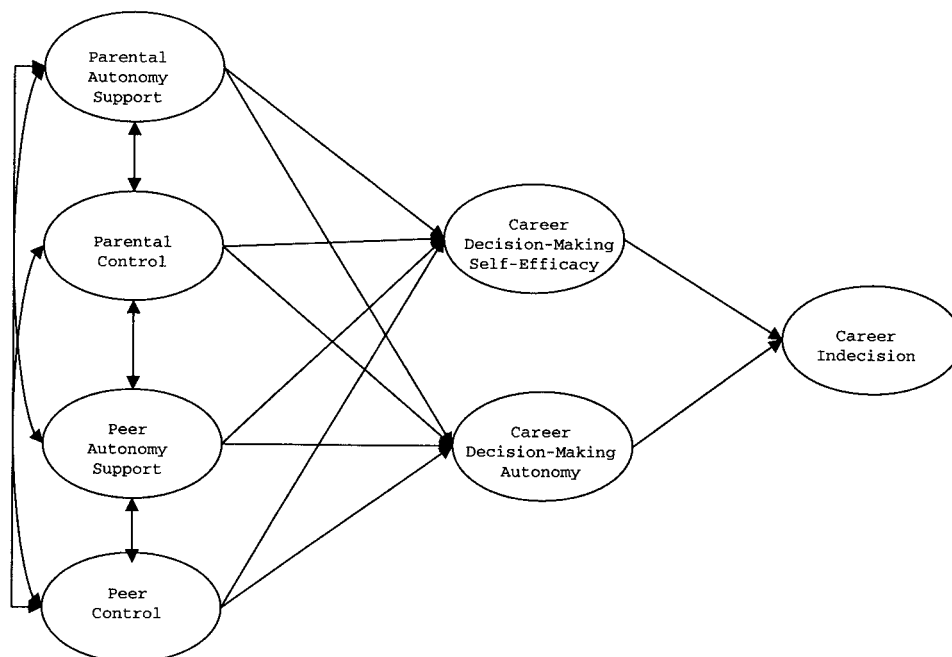 Parental
Autonomy
Support
Parental
Control
Peer
Autonomy
Support
Peer
Control
Career
Decision-Making
Self-Efficacy
Career
Decision-Making
Autonomy
Career
Indecision